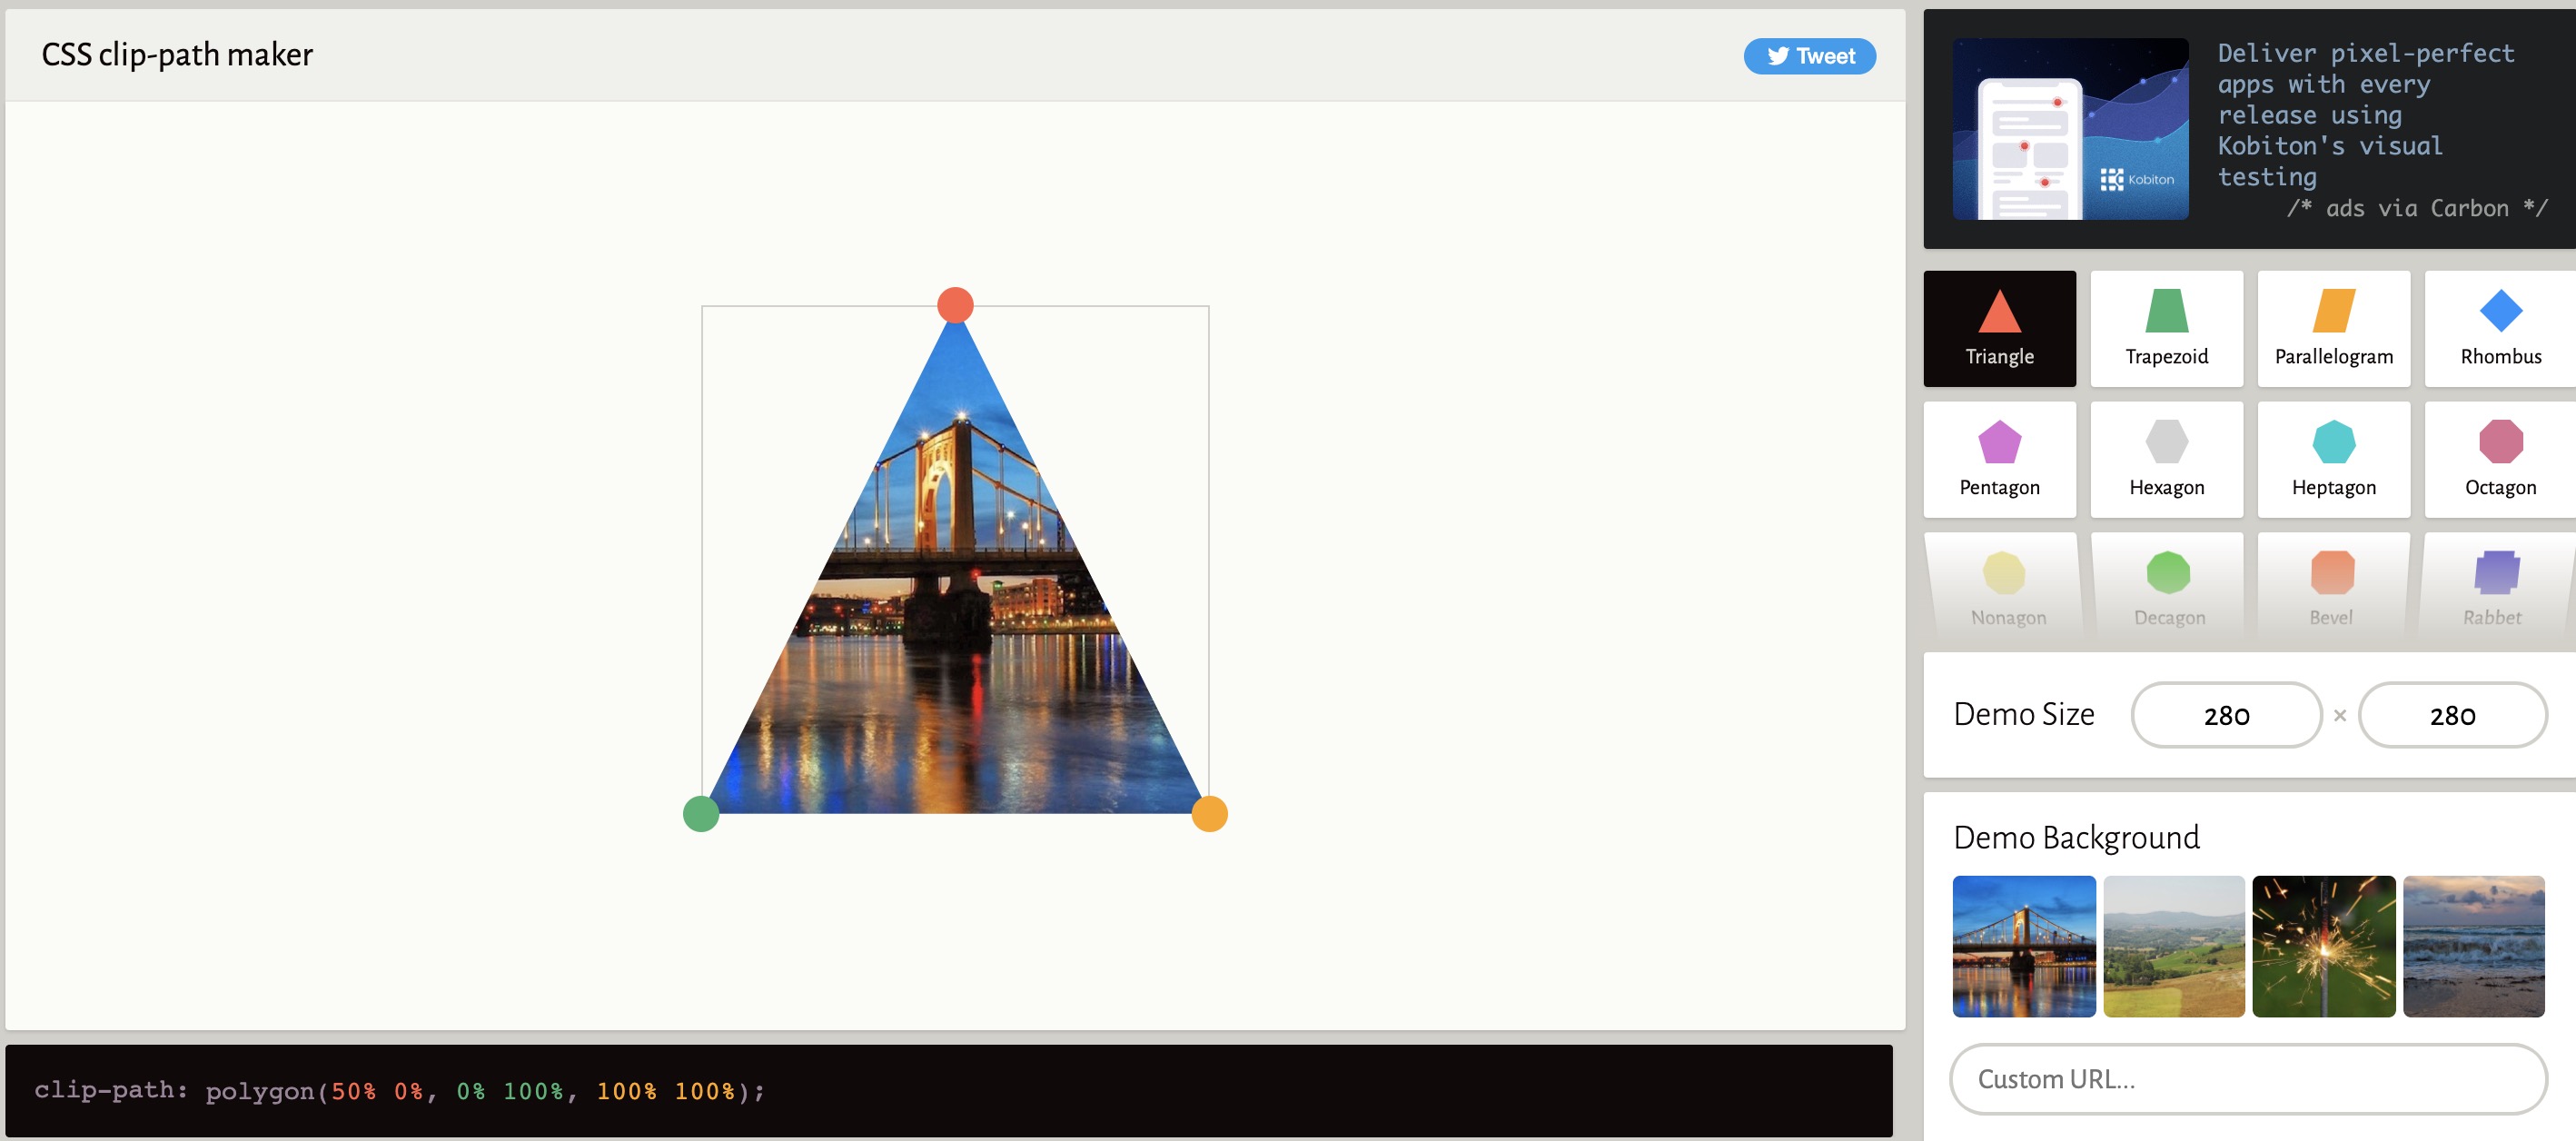 CSS clip-path maker
Tweet
clip-path: polygon(50% 0%, 0% 100%, 100% 100%);
Deliver pixel-perfect
apps with every
release using
Kobiton's visual
testing
/* ads via Carbon */
Kobiton
Triangle
Trapezoid
Parallelogram
Rhombus
Pentagon
Hexagon
Heptagon
Octagon
Nonagon
Decagon
Bevel
Rabbet
Demo Size
280
×
280
Demo Background
Custom URL...